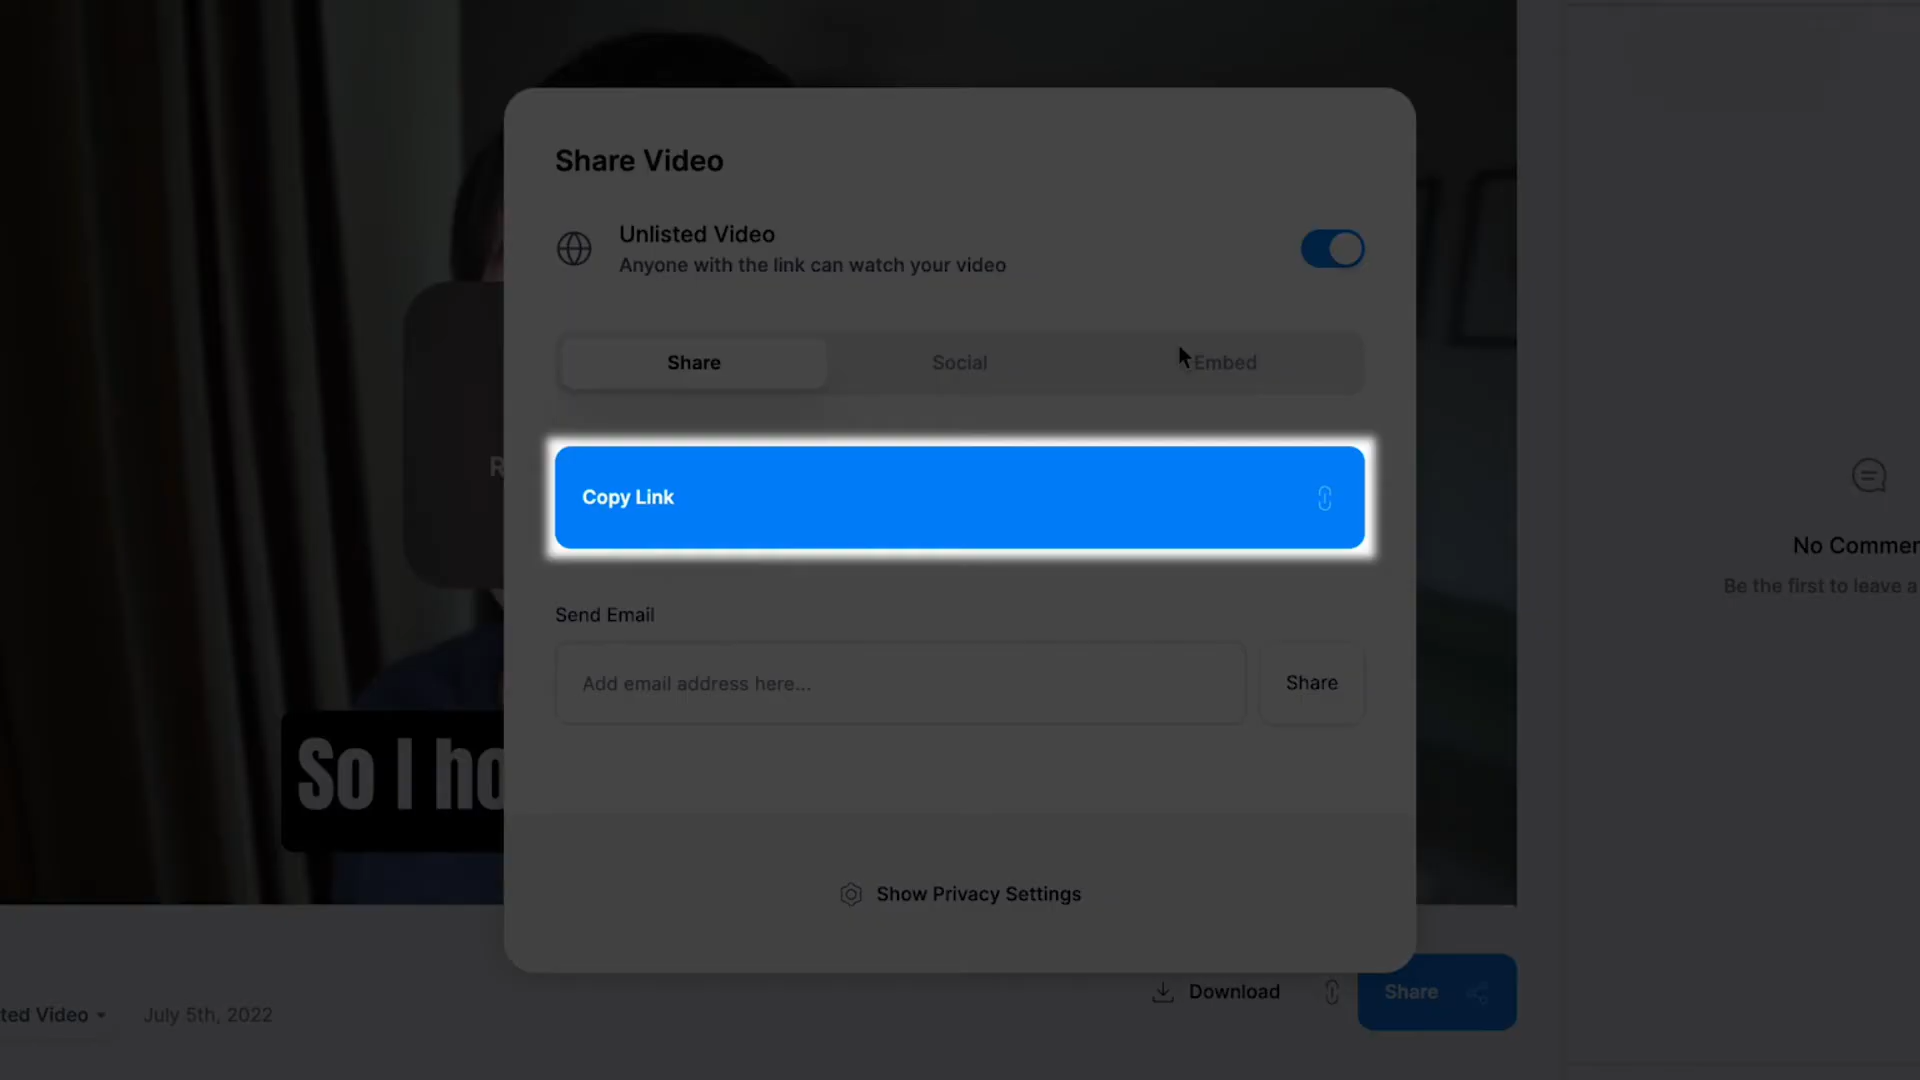 Share Video
Unlisted Video
Anyone with the link can watch your video
Share
Social
Embed
Copy Link
Send Email
Add email address here...
Share
Show Privacy Settings
So I ho
No Commen
Be the first to leave a
Download
Share
ted Video
July 5th, 2022